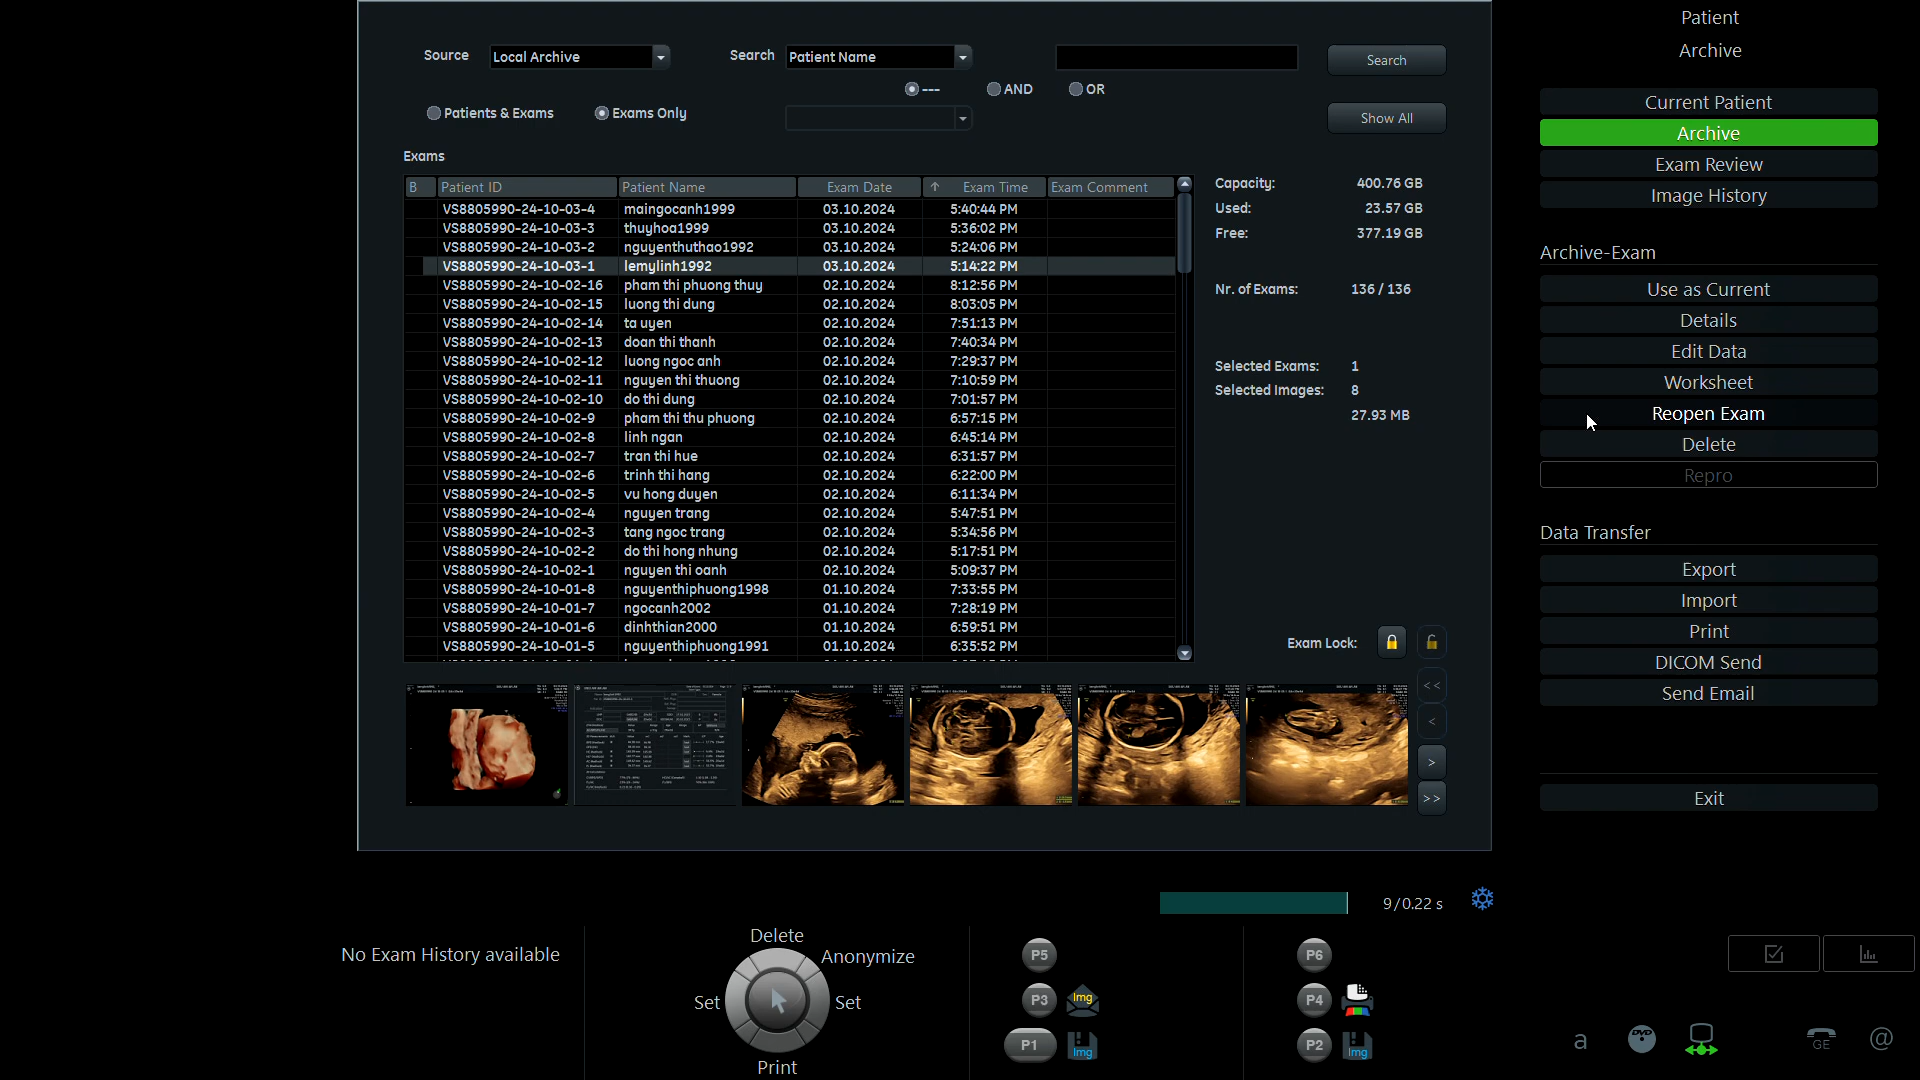 Source Local Archive Search Patient Name Search
--- AND OR
Patients & Exams Exams Only Show All
Exams
B Patient ID Patient Name Exam Date ↑ Exam Time Exam Comment
VS8805990-24-10-03-4 maingocanh1999 03.10.2024 5:40:44 PM
VS8805990-24-10-03-3 thuyhoa1999 03.10.2024 5:36:02 PM
VS8805990-24-10-03-2 nguyenthuthao1992 03.10.2024 5:24:06 PM
VS8805990-24-10-03-1 lemylinh1992 03.10.2024 5:14:22 PM
VS8805990-24-10-02-16 pham thi phuong thuy 02.10.2024 8:12:56 PM
VS8805990-24-10-02-15 luong thi dung 02.10.2024 8:03:05 PM
VS8805990-24-10-02-14 ta uyen 02.10.2024 7:51:13 PM
VS8805990-24-10-02-13 doan thi thanh 02.10.2024 7:40:34 PM
VS8805990-24-10-02-12 luong ngoc anh 02.10.2024 7:29:37 PM
VS8805990-24-10-02-11 nguyen thi thuong 02.10.2024 7:10:59 PM
VS8805990-24-10-02-10 do thi dung 02.10.2024 7:01:57 PM
VS8805990-24-10-02-9 pham thi thu phuong 02.10.2024 6:57:15 PM
VS8805990-24-10-02-8 linh ngan 02.10.2024 6:45:14 PM
VS8805990-24-10-02-7 tran thi hue 02.10.2024 6:31:57 PM
VS8805990-24-10-02-6 trinh thi hang 02.10.2024 6:22:00 PM
VS8805990-24-10-02-5 vu hong duyen 02.10.2024 6:11:34 PM
VS8805990-24-10-02-4 nguyen trang 02.10.2024 5:47:51 PM
VS8805990-24-10-02-3 tang ngoc trang 02.10.2024 5:34:56 PM
VS8805990-24-10-02-2 do thi hong nhung 02.10.2024 5:17:51 PM
VS8805990-24-10-02-1 nguyen thi oanh 02.10.2024 5:09:37 PM
VS8805990-24-10-01-8 nguyenthiphuong1998 01.10.2024 7:33:55 PM
VS8805990-24-10-01-7 ngocanh2002 01.10.2024 7:28:19 PM
VS8805990-24-10-01-6 dinhthian2000 01.10.2024 6:59:51 PM
VS8805990-24-10-01-5 nguyenthiphuong1991 01.10.2024 6:35:52 PM
Capacity: 400.76 GB
Used: 23.57 GB
Free: 377.19 GB
Nr. of Exams: 136 / 136
Selected Exams: 1
Selected Images: 8
27.93 MB
Exam Lock:
<<
<
>
>>
Patient
Archive
Current Patient
Archive
Exam Review
Image History
Archive-Exam
Use as Current
Details
Edit Data
Worksheet
Reopen Exam
Delete
Repro
Data Transfer
Export
Import
Print
DICOM Send
Send Email
Exit
9/0.22 s
No Exam History available
Delete
Anonymize
Set Set
Print
P5
P3 Img
P1 Img
P6
P4
P2 Img
a DVD GE @